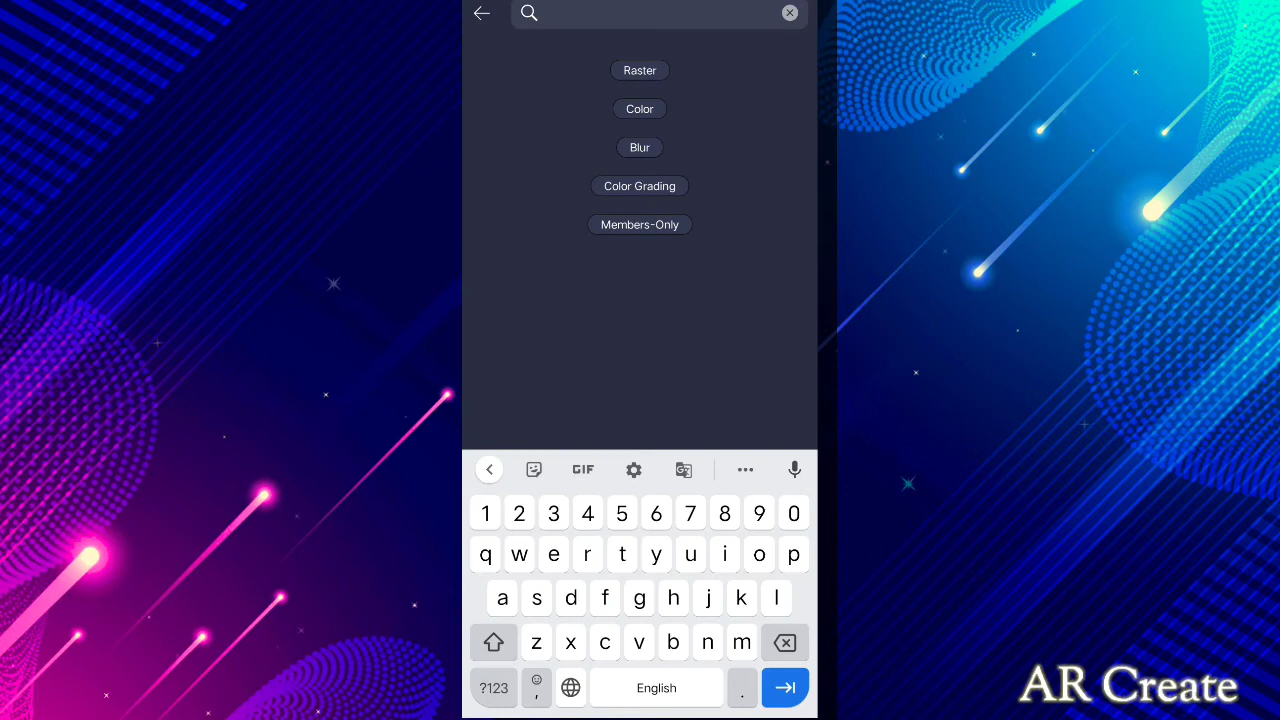 Raster
Color
Blur
Color Grading
Members-Only
GIF
1 2 3 4 5 6 7 8 9 0
q w e r t y u i o p
a s d f g h j k l
z x c v b n m
?123 , English .
AR Create